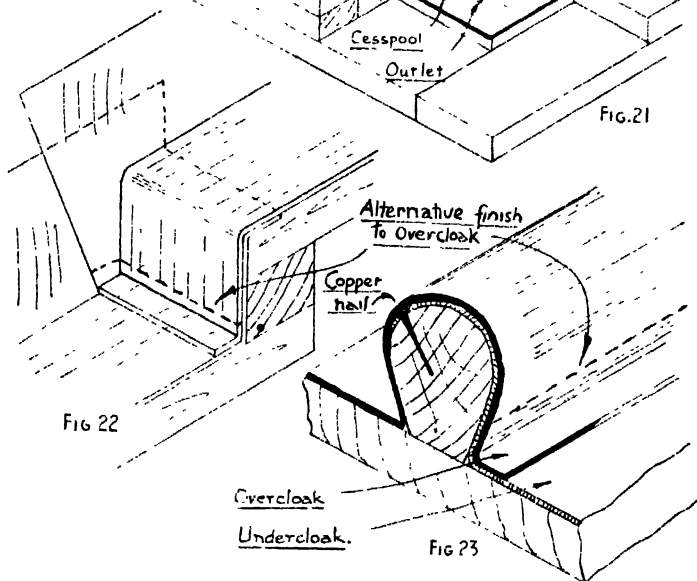 Cesspool
Outlet
FIG.21
Alternative finish
to Overcloak
Copper
nail
FIG 22
Overcloak
Undercloak.
FIG 23